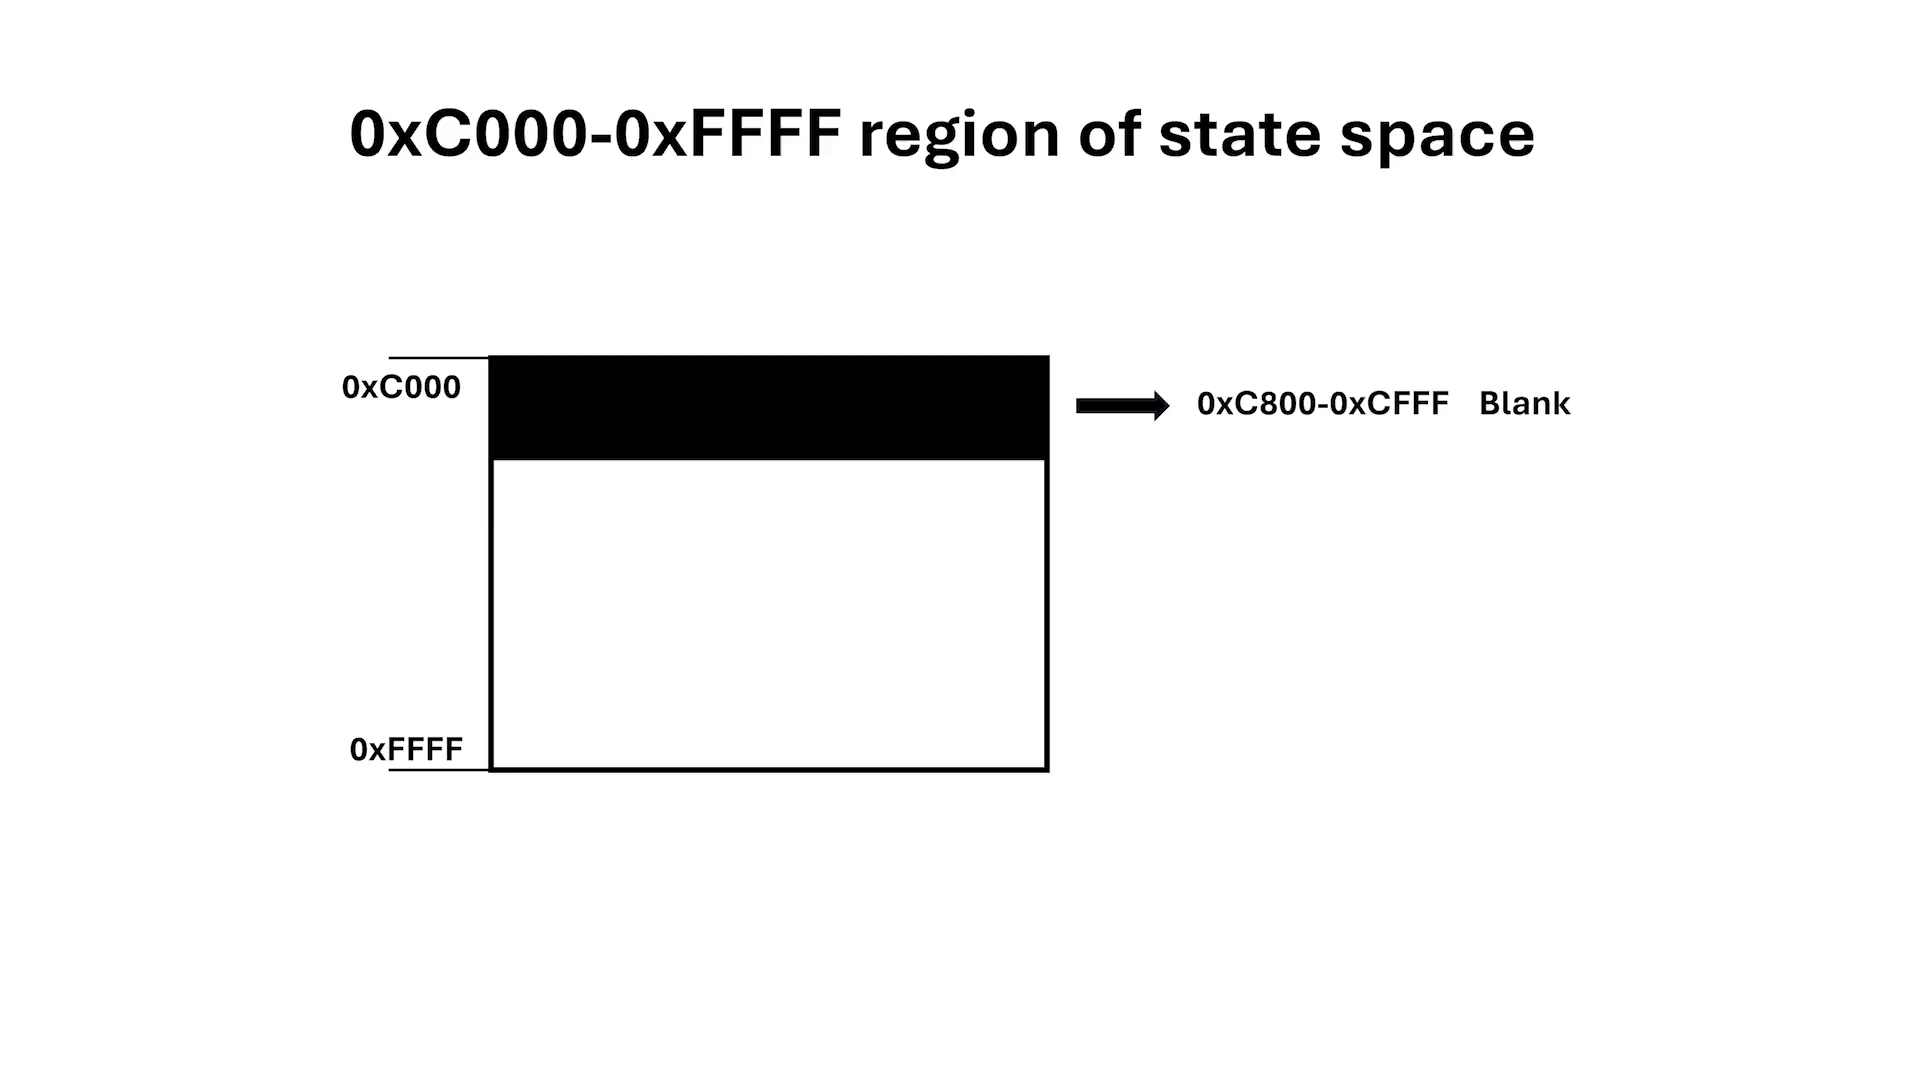 0xC000-0xFFFF region of state space
0xC000
0xC800-0xCFFF Blank
0xFFFF